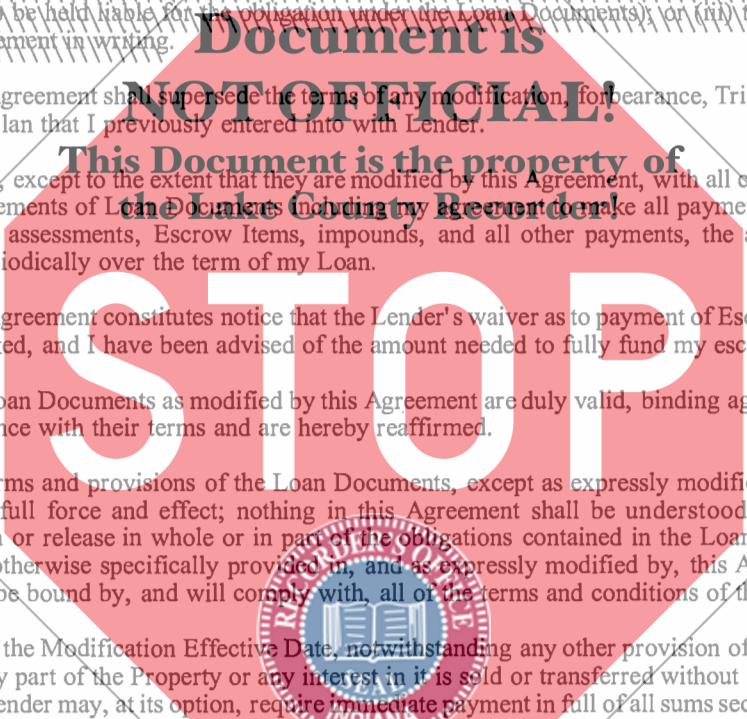 be held liable for the obligation under the Loan Documents); or (iii)
ement in writing.
Document is
NOT OFFICIAL!
This Document is the property of
the Lake County Recorder!
greement shall supersede the terms of any modification, forbearance, Tri
lan that I previously entered into with Lender.
, except to the extent that they are modified by this Agreement, with all c
ements of Loan Documents including my agreement to make all payme
assessments, Escrow Items, impounds, and all other payments, the a
iodically over the term of my Loan.
STOP
greement constitutes notice that the Lender's waiver as to payment of Esc
ed, and I have been advised of the amount needed to fully fund my esc
oan Documents as modified by this Agreement are duly valid, binding ag
nce with their terms and are hereby reaffirmed.
rms and provisions of the Loan Documents, except as expressly modifi
full force and effect; nothing in this Agreement shall be understood
or release in whole or in part of the obligations contained in the Loan
otherwise specifically provided in, and as expressly modified by, this A
be bound by, and will comply with, all of the terms and conditions of th
RECORDER'S OFFICE
SEAL
INDIANA
the Modification Effective Date, notwithstanding any other provision of
y part of the Property or any interest in it is sold or transferred without
ender may, at its option, require immediate payment in full of all sums sec